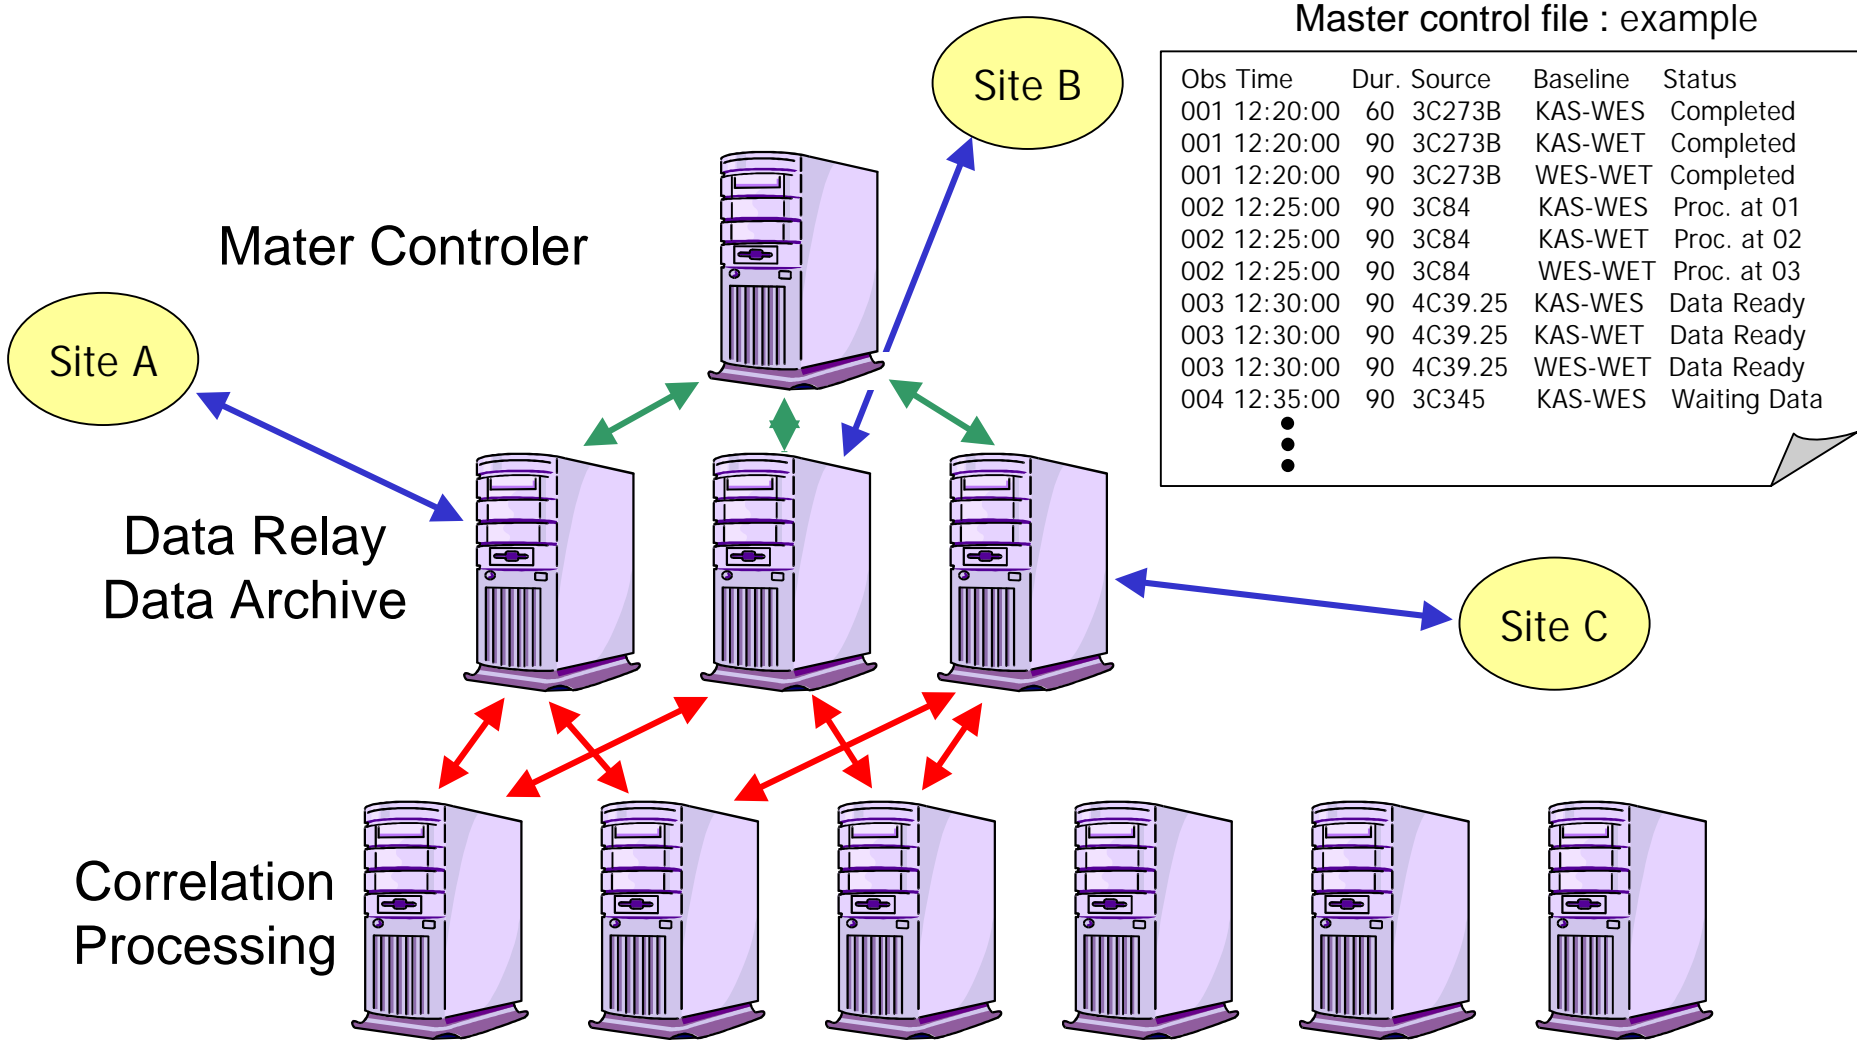 Master control file : example
Obs Time Dur. Source Baseline Status
001 12:20:00 60 3C273B KAS-WES Completed
001 12:20:00 90 3C273B KAS-WET Completed
001 12:20:00 90 3C273B WES-WET Completed
002 12:25:00 90 3C84 KAS-WES Proc. at 01
002 12:25:00 90 3C84 KAS-WET Proc. at 02
002 12:25:00 90 3C84 WES-WET Proc. at 03
003 12:30:00 90 4C39.25 KAS-WES Data Ready
003 12:30:00 90 4C39.25 KAS-WET Data Ready
003 12:30:00 90 4C39.25 WES-WET Data Ready
004 12:35:00 90 3C345 KAS-WES Waiting Data
Site B
Mater Controler
Site A
Data Relay
Data Archive
Site C
Correlation
Processing